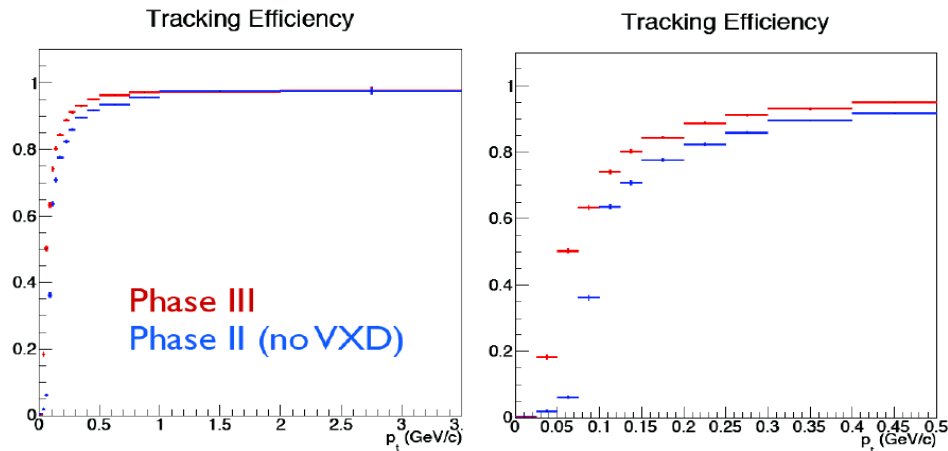 Tracking Efficiency
1
0.8
0.6
0.4
0.2
0
Phase III
Phase II (no VXD)
0 0.5 1 1.5 2 2.5 3 3.
p_t (GeV/c)
Tracking Efficiency
1
0.8
0.6
0.4
0.2
0
0 0.05 0.1 0.15 0.2 0.25 0.3 0.35 0.4 0.45 0.5
p_t (GeV/c)